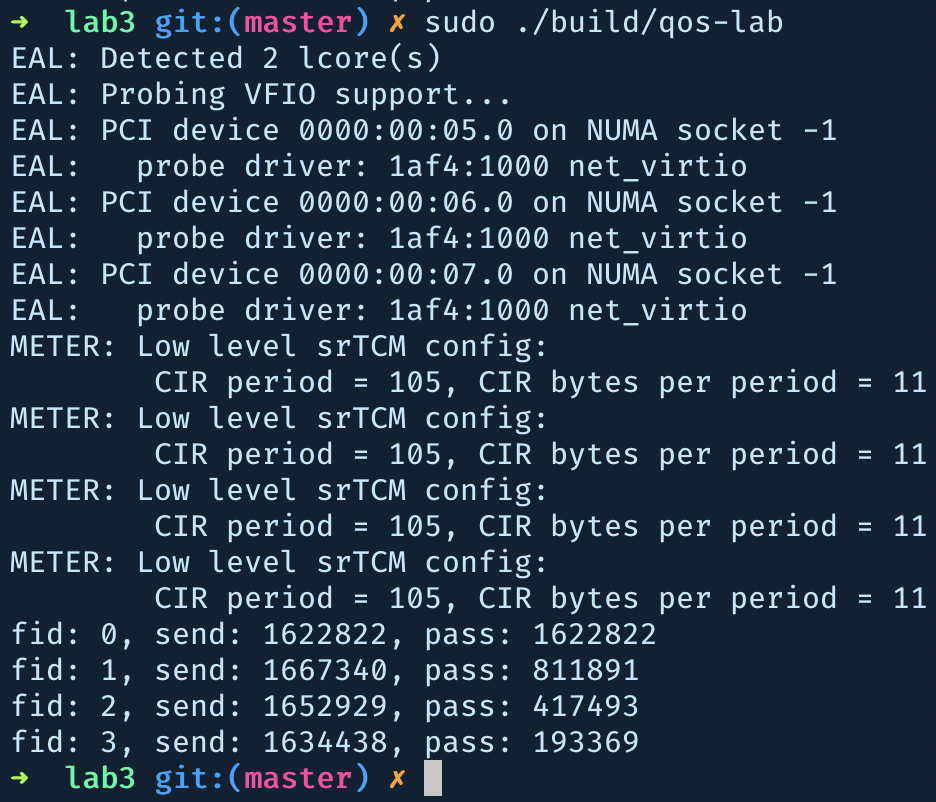 ➜  lab3 git:(master) ✗ sudo ./build/qos-lab
EAL: Detected 2 lcore(s)
EAL: Probing VFIO support...
EAL: PCI device 0000:00:05.0 on NUMA socket -1
EAL:   probe driver: 1af4:1000 net_virtio
EAL: PCI device 0000:00:06.0 on NUMA socket -1
EAL:   probe driver: 1af4:1000 net_virtio
EAL: PCI device 0000:00:07.0 on NUMA socket -1
EAL:   probe driver: 1af4:1000 net_virtio
METER: Low level srTCM config:
        CIR period = 105, CIR bytes per period = 11
METER: Low level srTCM config:
        CIR period = 105, CIR bytes per period = 11
METER: Low level srTCM config:
        CIR period = 105, CIR bytes per period = 11
METER: Low level srTCM config:
        CIR period = 105, CIR bytes per period = 11
fid: 0, send: 1622822, pass: 1622822
fid: 1, send: 1667340, pass: 811891
fid: 2, send: 1652929, pass: 417493
fid: 3, send: 1634438, pass: 193369
➜  lab3 git:(master) ✗